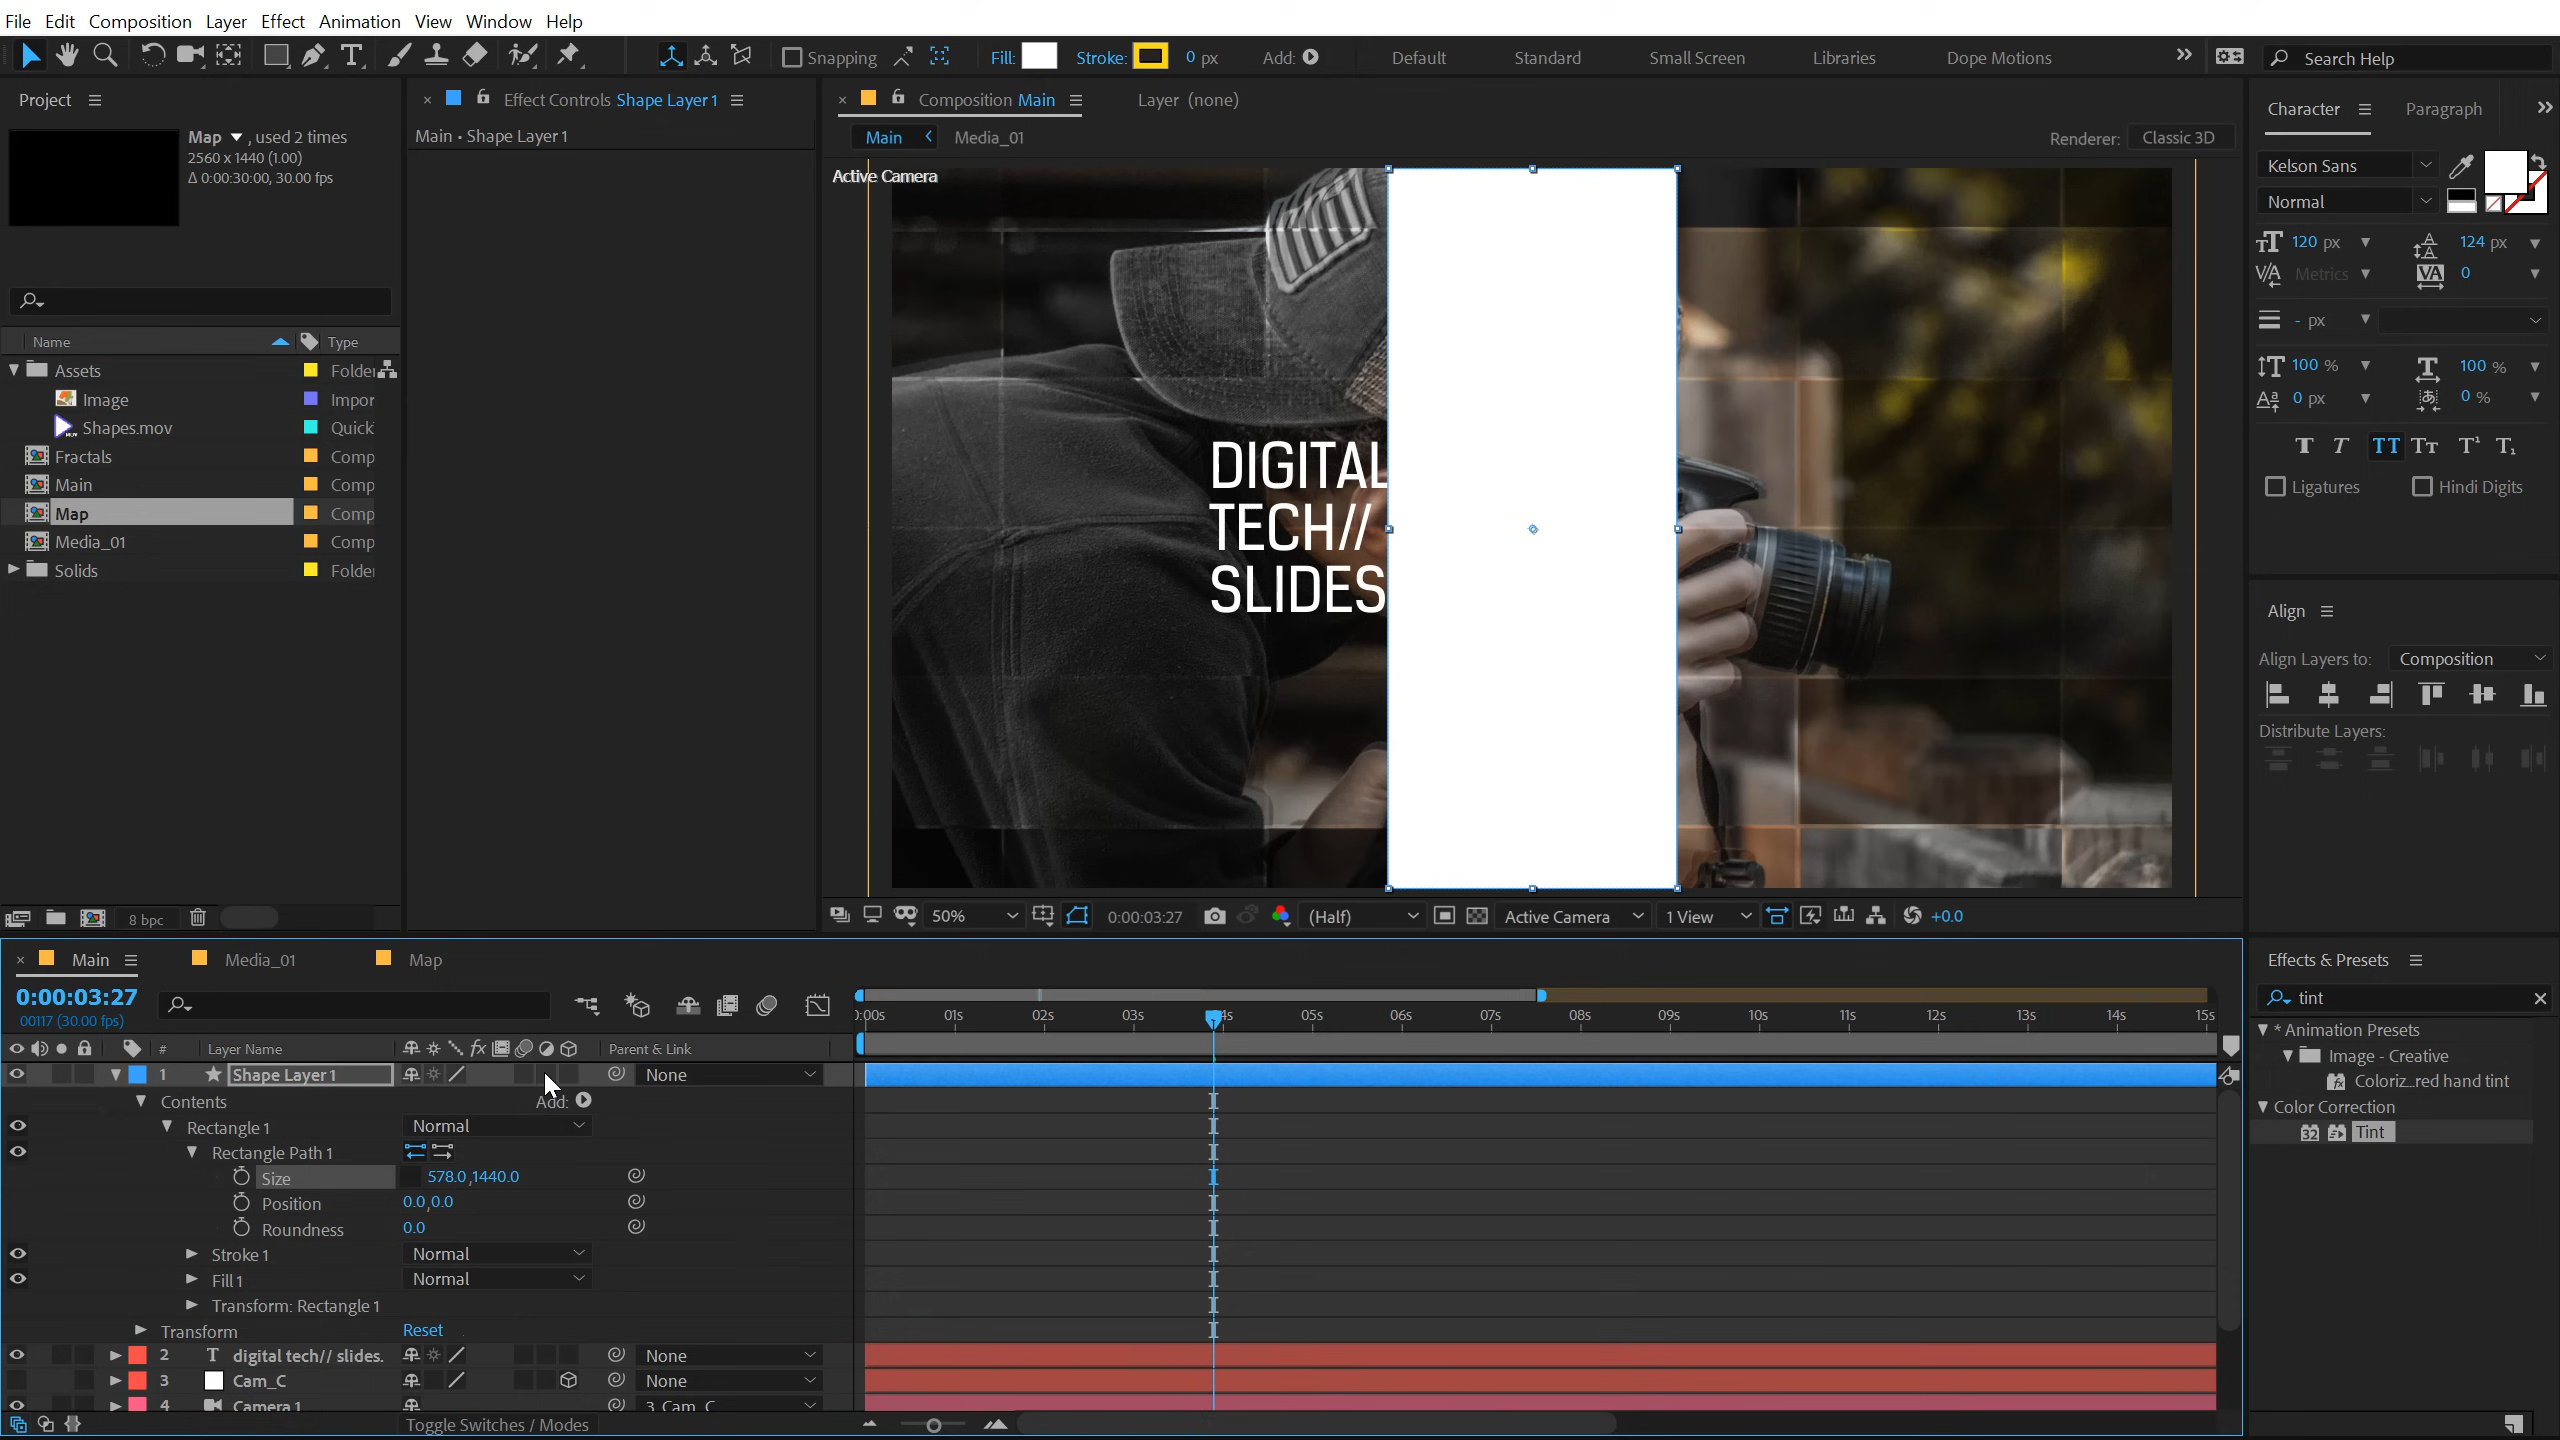 File Edit Composition Layer Effect Animation View Window Help
Snapping Fill: Stroke: 0 px Add: Default Standard Small Screen Libraries Dope Motions Search Help
Project
Map , used 2 times
2560 x 1440 (1.00)
Δ 0:00:30:00, 30.00 fps
Name Type
Assets Folder
Image Impor
Shapes.mov Quick
Fractals Comp
Main Comp
Map Comp
Media_01 Comp
Solids Folder
8 bpc
Effect Controls Shape Layer 1
Main • Shape Layer 1
Composition Main Layer (none)
Main Media_01 Renderer: Classic 3D
Active Camera
DIGITAL
TECH//
SLIDES
50% 0:00:03:27 (Half) Active Camera 1 View +0.0
Character Paragraph
Kelson Sans
Normal
120 px 124 px
Metrics 0
- px
100 % 100 %
0 px 0 %
Ligatures Hindi Digits
Align
Align Layers to: Composition
Distribute Layers:
Main Media_01 Map
0:00:03:27
00117 (30.00 fps)
# Layer Name Parent & Link
0:00s 01s 02s 03s 4s 05s 06s 07s 08s 09s 10s 11s 12s 13s 14s 15s
1 Shape Layer 1 None
Contents Add:
Rectangle 1 Normal
Rectangle Path 1
Size 578.0,1440.0
Position 0.0,0.0
Roundness 0.0
Stroke 1 Normal
Fill 1 Normal
Transform: Rectangle 1
Transform Reset
2 T digital tech// slides. None
3 Cam_C None
4 Camera 1 3. Cam_C
Toggle Switches / Modes
Effects & Presets
tint
* Animation Presets
Image - Creative
Coloriz...red hand tint
Color Correction
32 Tint